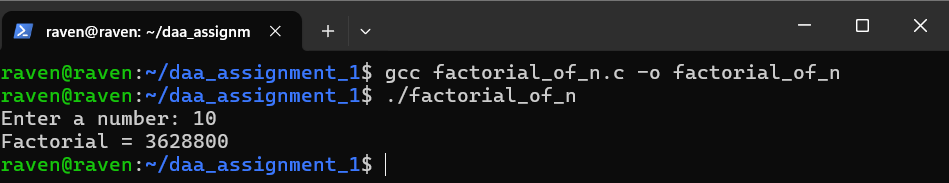 raven@raven: ~/daa_assignm
raven@raven:~/daa_assignment_1$ gcc factorial_of_n.c -o factorial_of_n
raven@raven:~/daa_assignment_1$ ./factorial_of_n
Enter a number: 10
Factorial = 3628800
raven@raven:~/daa_assignment_1$